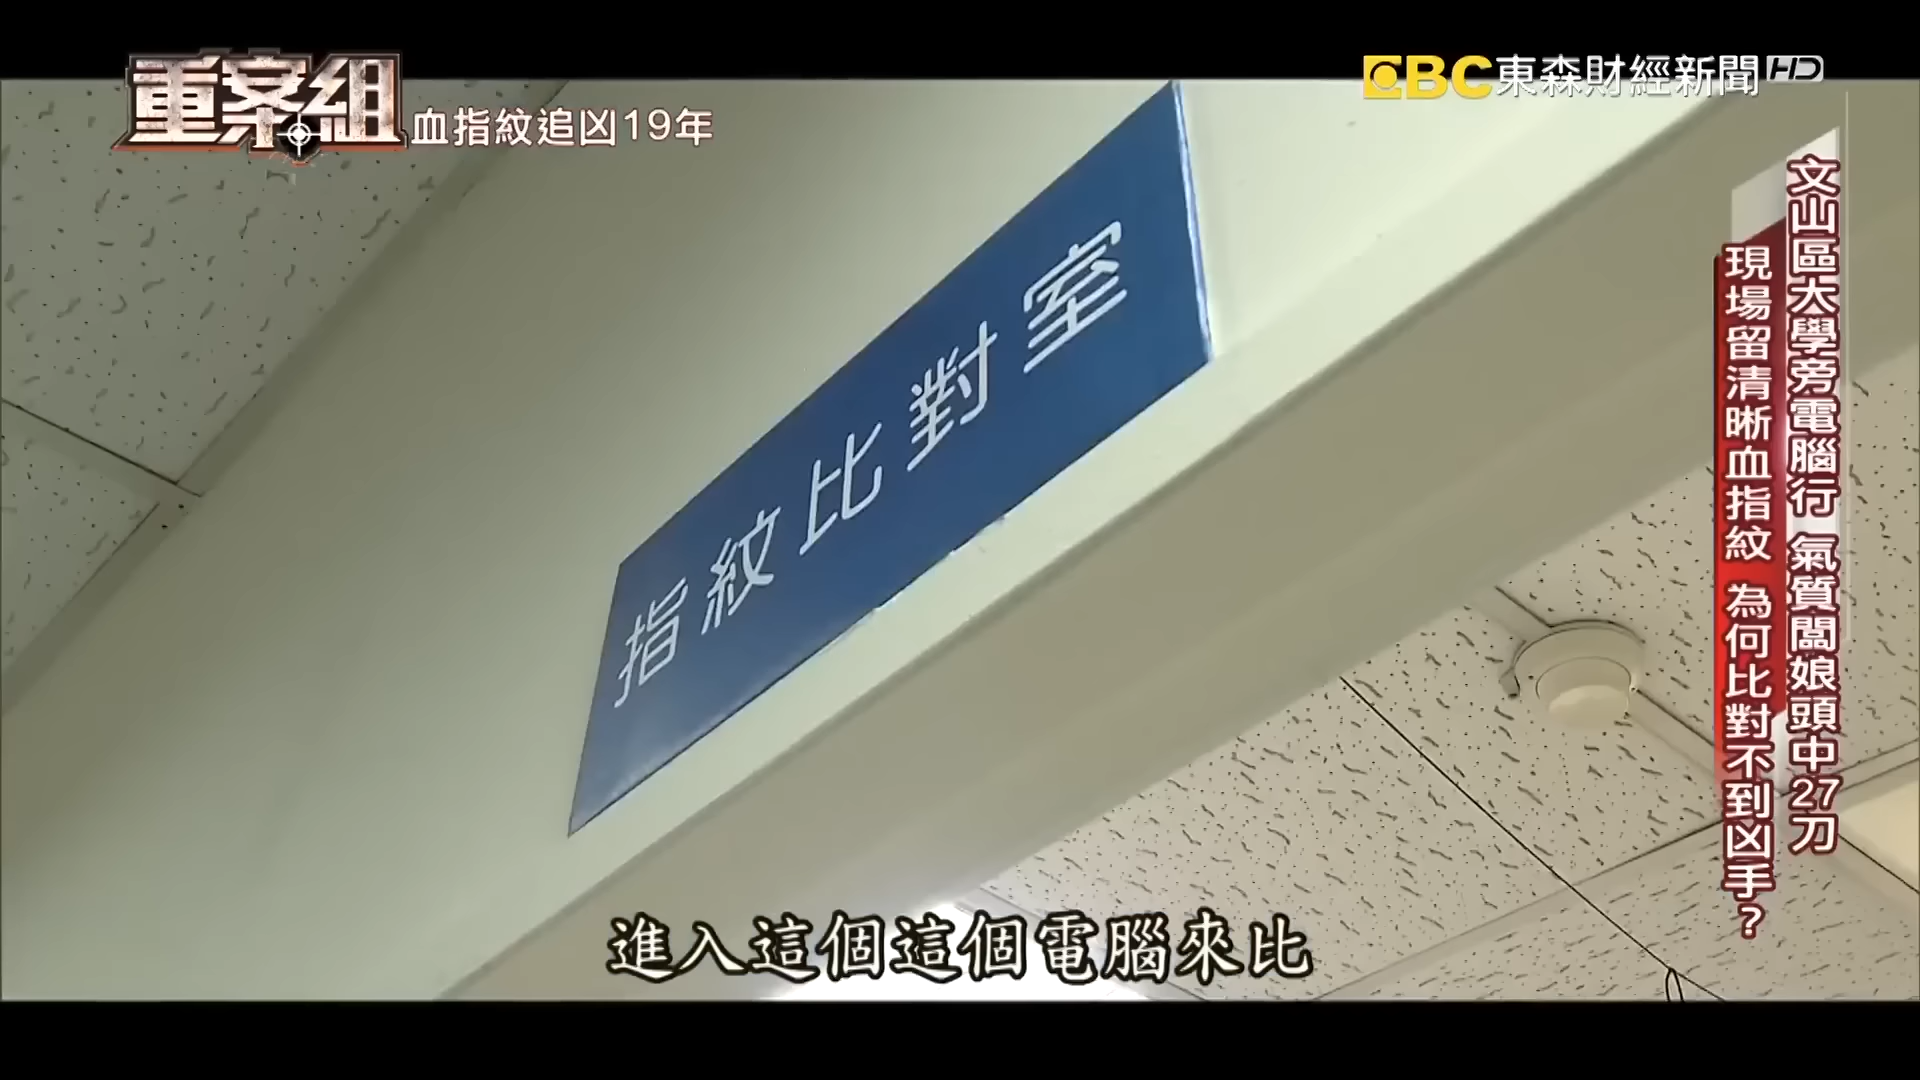 重案組
血指紋追凶19年
EBC東森財經新聞HD
文山區大學旁電腦行 氣質闆娘頭中27刀
現場留清晰血指紋 為何比對不到凶手?
指紋比對室
進入這個這個電腦來比